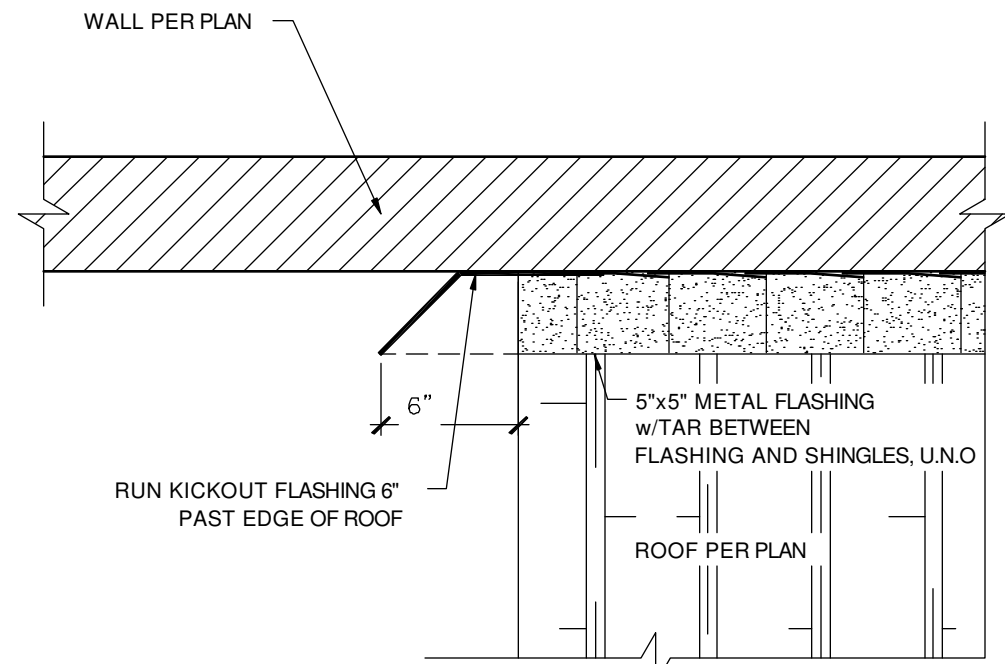 WALL PER PLAN
6"
5"x5" METAL FLASHING
w/TAR BETWEEN
FLASHING AND SHINGLES, U.N.O
RUN KICKOUT FLASHING 6"
PAST EDGE OF ROOF
ROOF PER PLAN